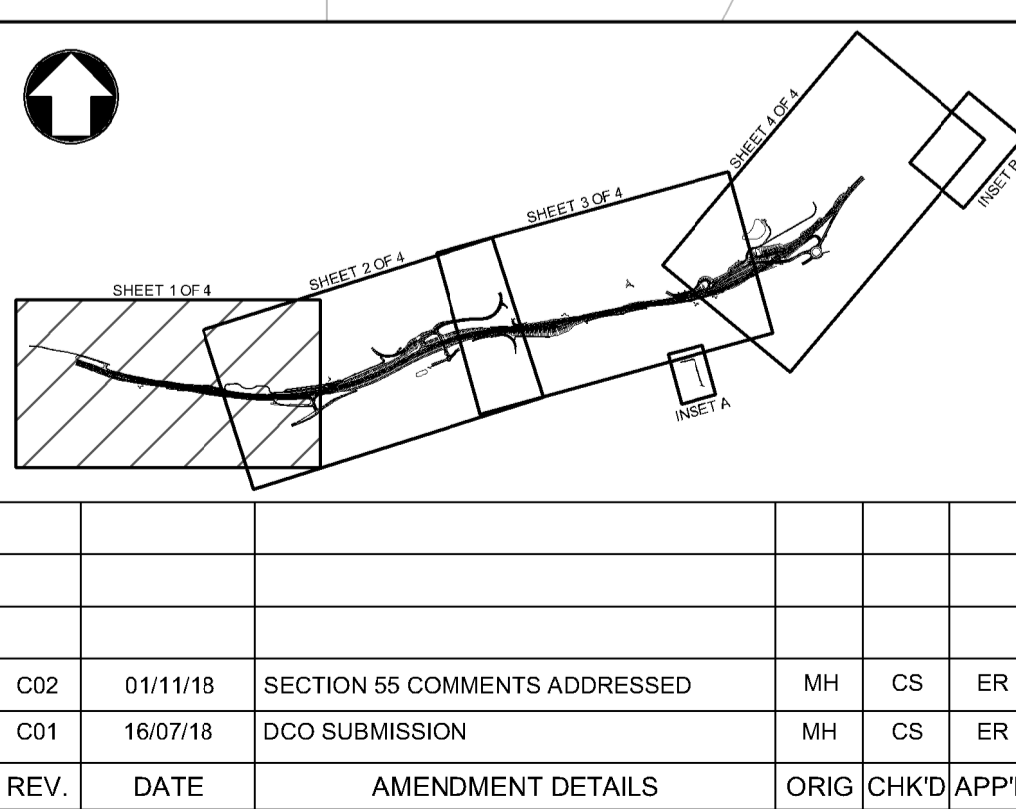 SHEET 4 OF 4
SHEET 3 OF 4
SHEET 2 OF 4
SHEET 1 OF 4
INSET B
INSET A
C02 01/11/18 SECTION 55 COMMENTS ADDRESSED MH CS ER
C01 16/07/18 DCO SUBMISSION MH CS ER
REV. DATE AMENDMENT DETAILS ORIG CHK'D APP'